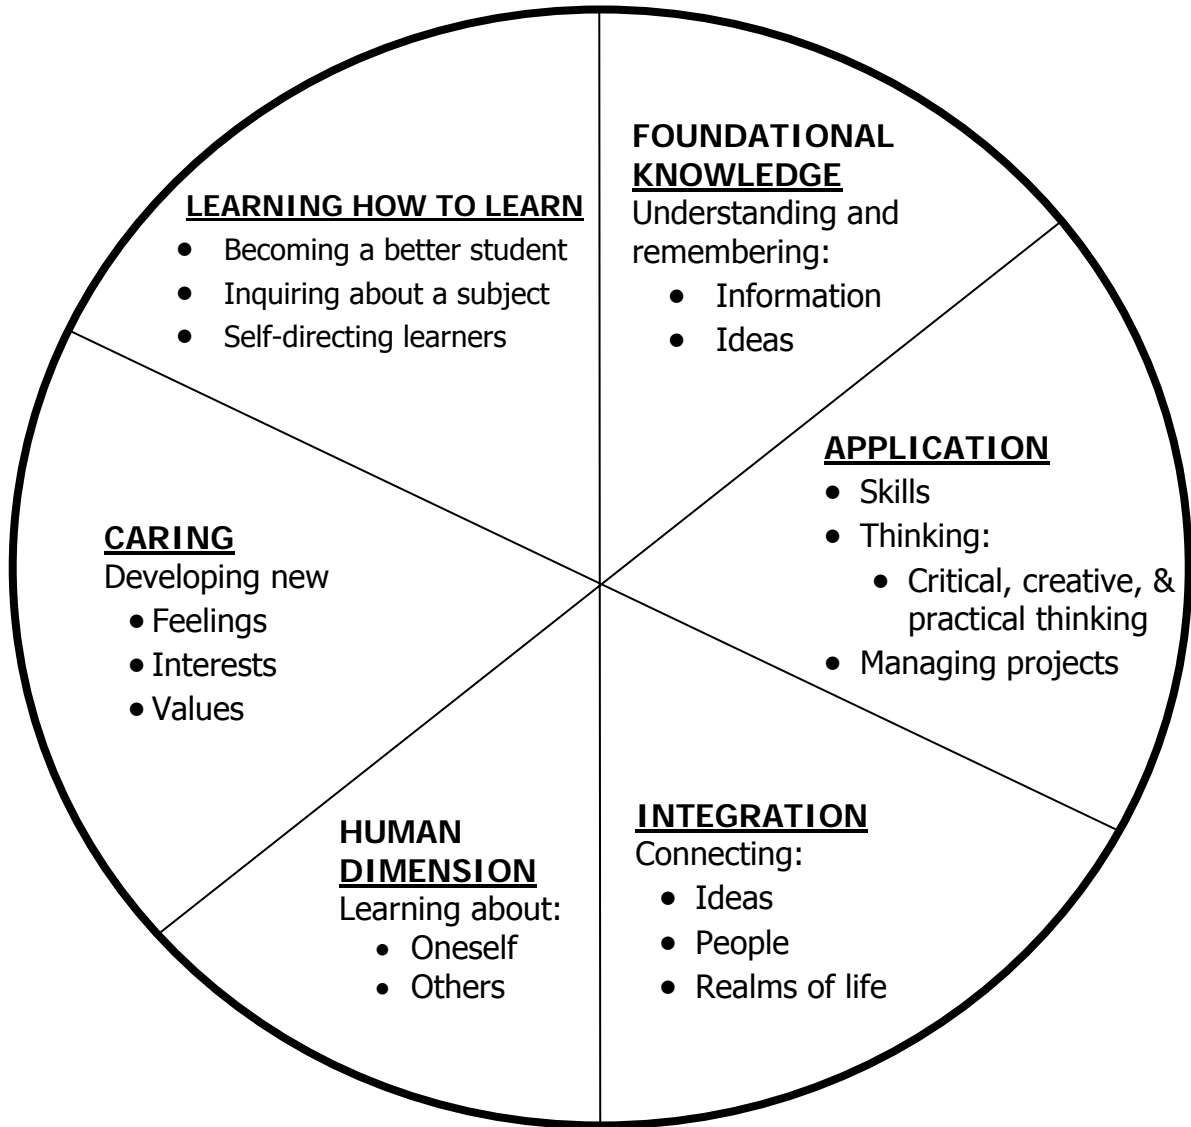 FOUNDATIONAL
KNOWLEDGE
Understanding and
remembering:
• Information
• Ideas
APPLICATION
• Skills
• Thinking:
• Critical, creative, &
practical thinking
• Managing projects
INTEGRATION
Connecting:
• Ideas
• People
• Realms of life
HUMAN
DIMENSION
Learning about:
• Oneself
• Others
CARING
Developing new
• Feelings
• Interests
• Values
LEARNING HOW TO LEARN
• Becoming a better student
• Inquiring about a subject
• Self-directing learners